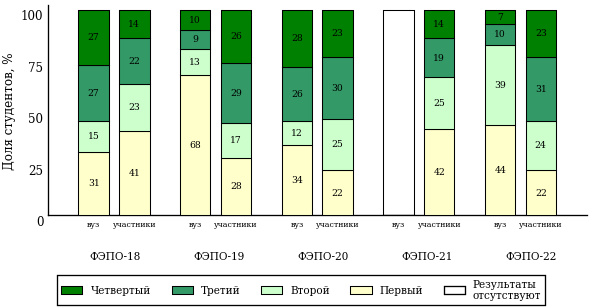 Доля студентов, %
100
75
50
25
0
27 27 15 31
14 22 23 41
10 9 13 68
26 29 17 28
28 26 12 34
23 30 25 22
14 19 25 42
7 10 39 44
23 31 24 22
вуз участники вуз участники вуз участники вуз участники вуз участники
ФЭПО-18 ФЭПО-19 ФЭПО-20 ФЭПО-21 ФЭПО-22
Четвертый Третий Второй Первый Результаты
отсутствуют